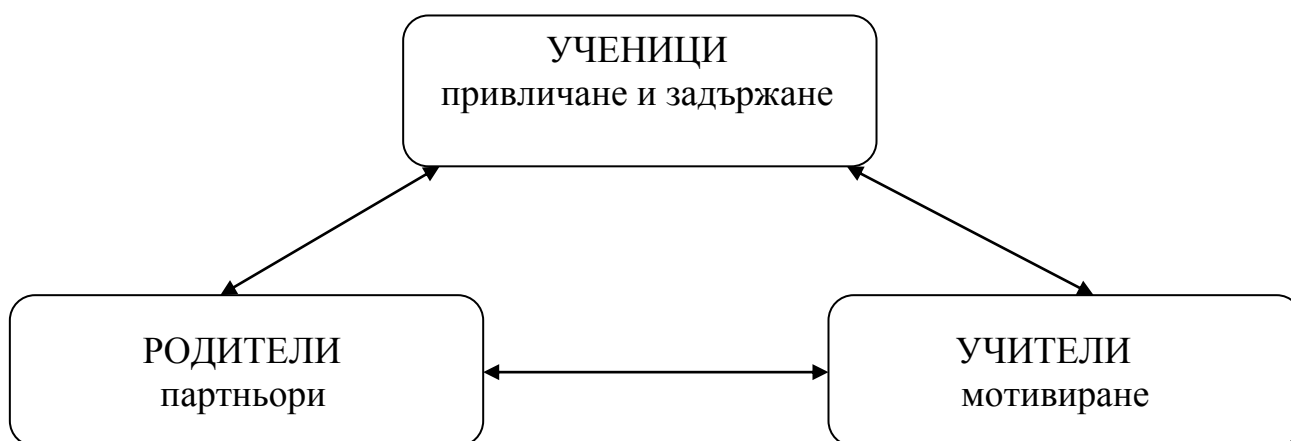 УЧЕНИЦИ
привличане и задържане
РОДИТЕЛИ
партньори
УЧИТЕЛИ
мотивиране